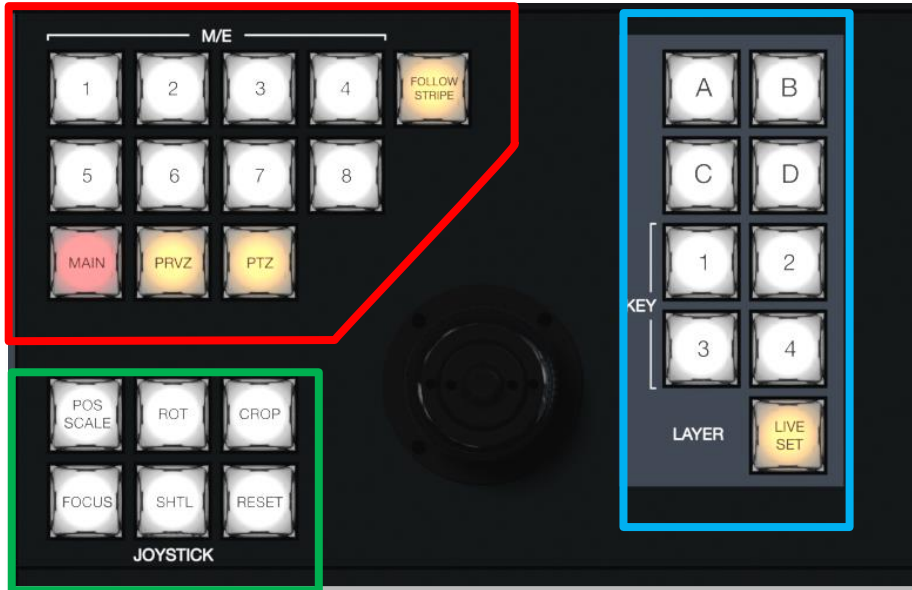 M/E
1 2 3 4 FOLLOW
STRIPE
5 6 7 8
MAIN PRVZ PTZ
POS
SCALE ROT CROP
FOCUS SHTL RESET
JOYSTICK
A B
C D
1 2
KEY
3 4
LAYER LIVE
SET